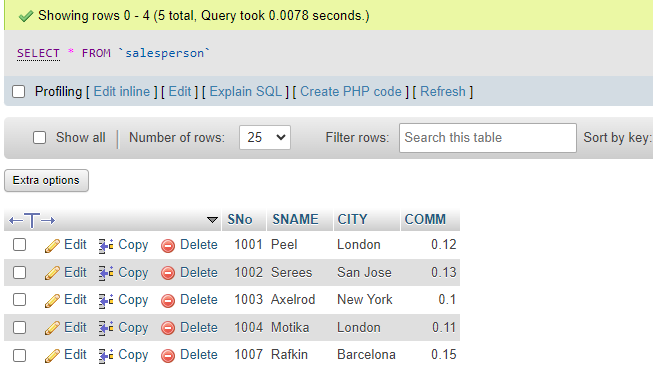 Showing rows 0 - 4 (5 total, Query took 0.0078 seconds.)
SELECT * FROM `salesperson`
Profiling [ Edit inline ] [ Edit ] [ Explain SQL ] [ Create PHP code ] [ Refresh ]
Show all Number of rows: 25 Filter rows: Search this table Sort by key:
Extra options
SNo SNAME CITY COMM
Edit Copy Delete 1001 Peel London 0.12
Edit Copy Delete 1002 Serees San Jose 0.13
Edit Copy Delete 1003 Axelrod New York 0.1
Edit Copy Delete 1004 Motika London 0.11
Edit Copy Delete 1007 Rafkin Barcelona 0.15